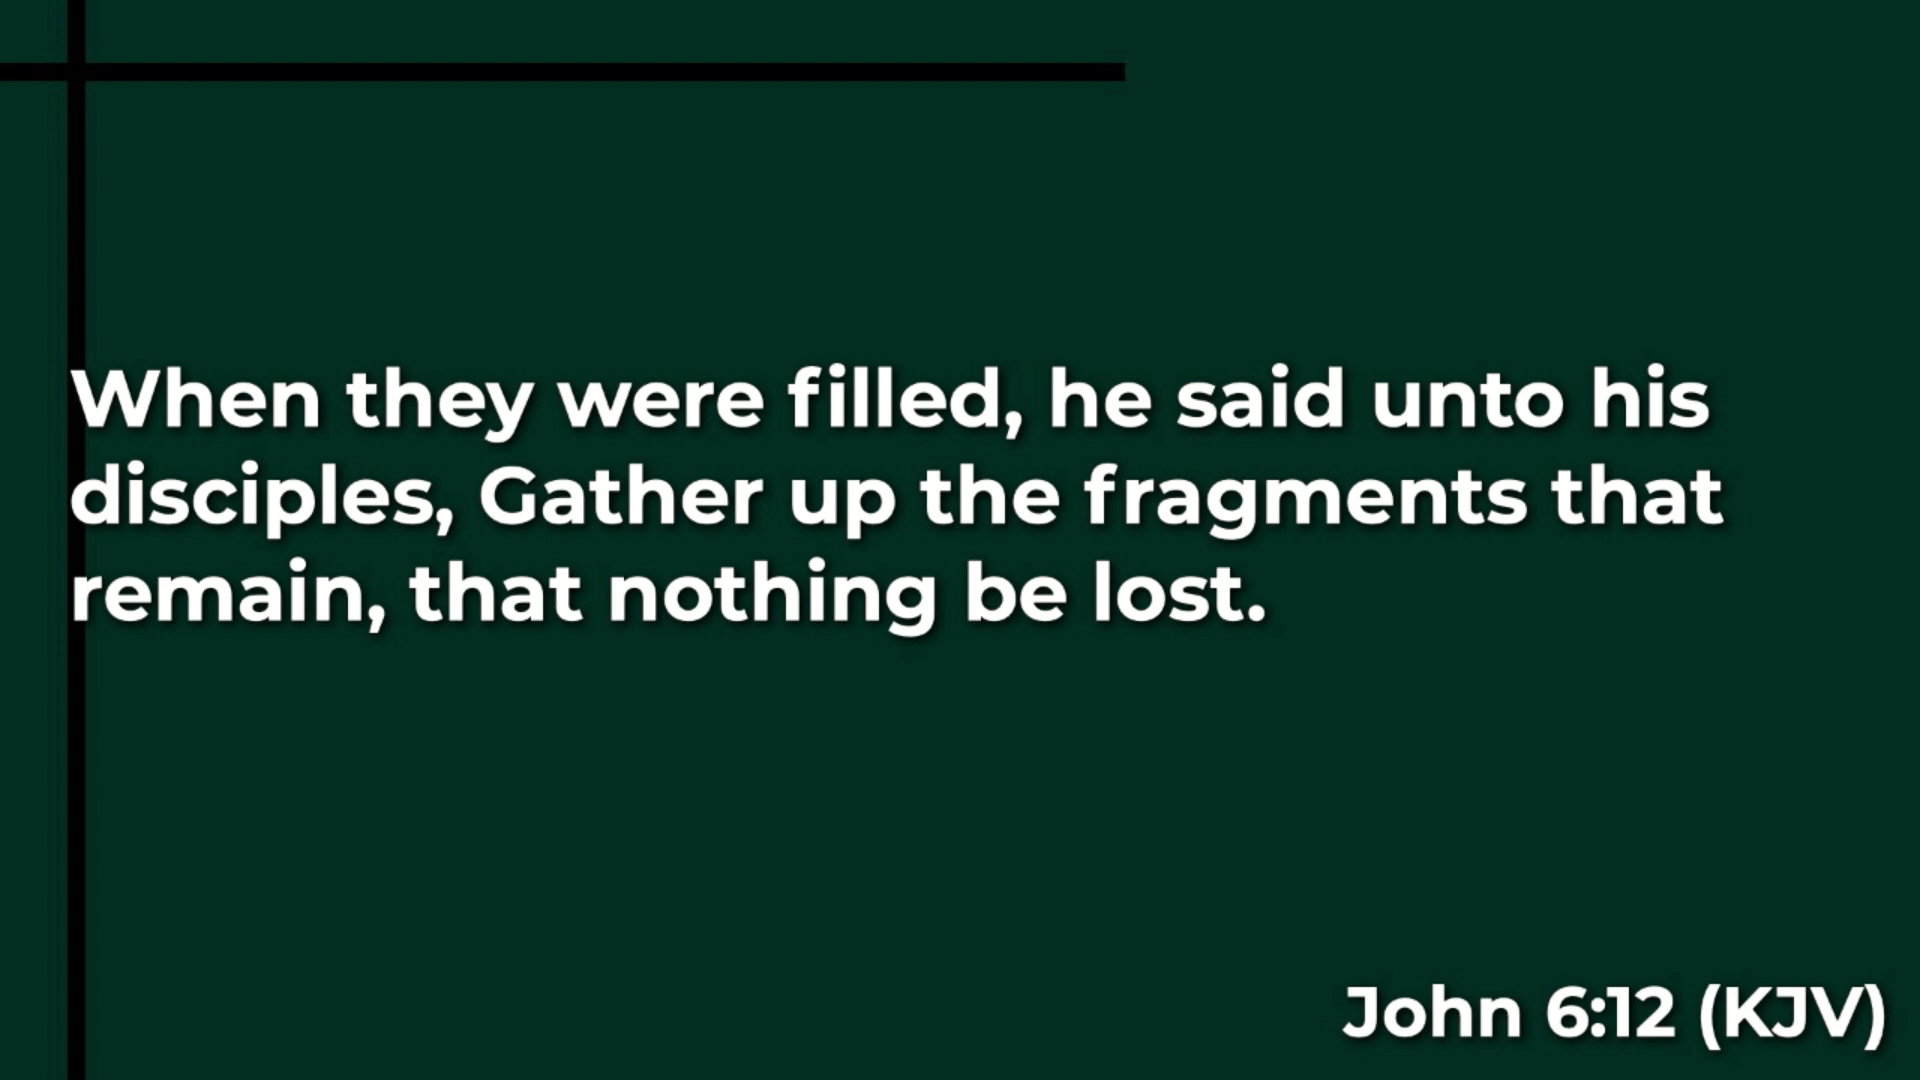 When they were filled, he said unto his
disciples, Gather up the fragments that
remain, that nothing be lost.
John 6:12 (KJV)